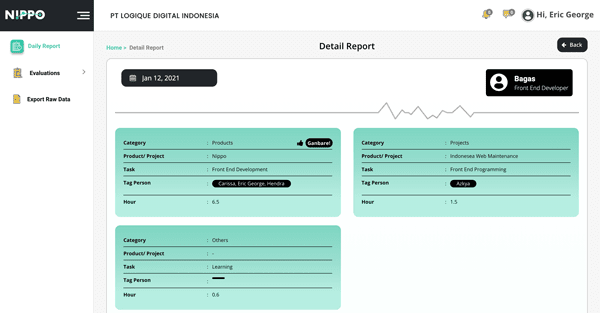 NIPPO
PT LOGIQUE DIGITAL INDONESIA
Hi, Eric George
Daily Report
Evaluations
Export Raw Data
Home > Detail Report
Detail Report
Back
Jan 12, 2021
Bagas
Front End Developer
Category : Products
Ganbare!
Product/ Project : Nippo
Task : Front End Development
Tag Person : Carissa, Eric George, Hendra
Hour : 6.5
Category : Projects
Product/ Project : Indonesea Web Maintenance
Task : Front End Programming
Tag Person : Azkya
Hour : 1.5
Category : Others
Product/ Project : -
Task : Learning
Tag Person :
Hour : 0.6